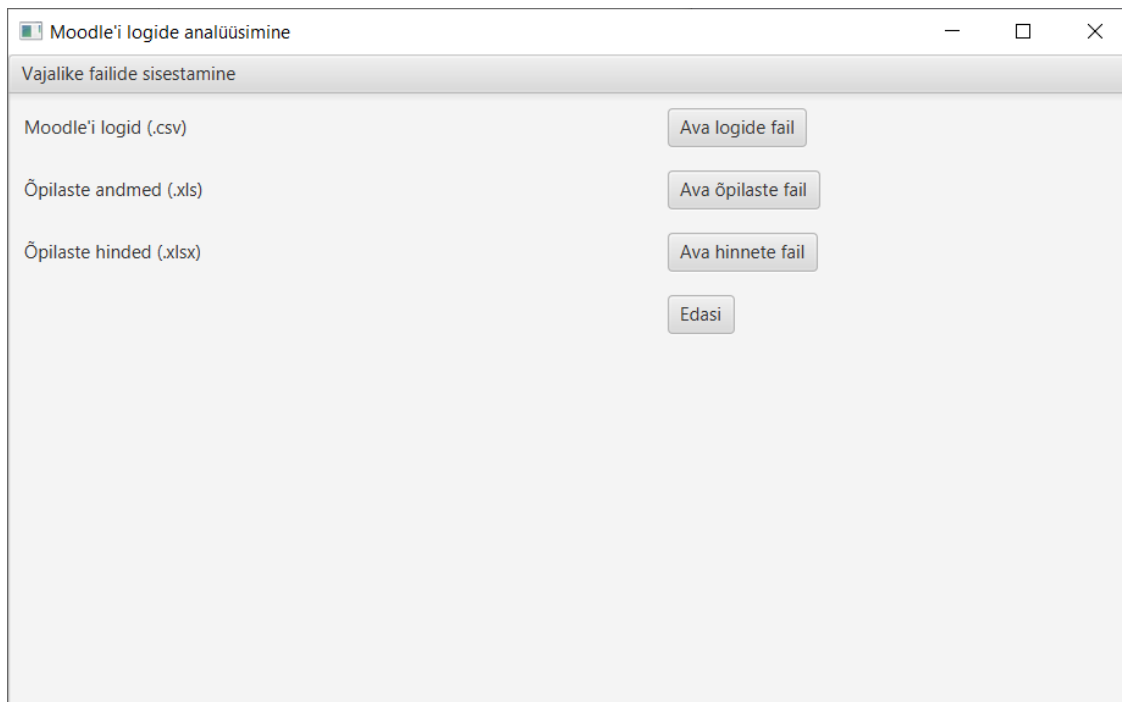 Moodle'i logide analüüsimine
Vajalike failide sisestamine
Moodle'i logid (.csv) Ava logide fail
Õpilaste andmed (.xls) Ava õpilaste fail
Õpilaste hinded (.xlsx) Ava hinnete fail
Edasi